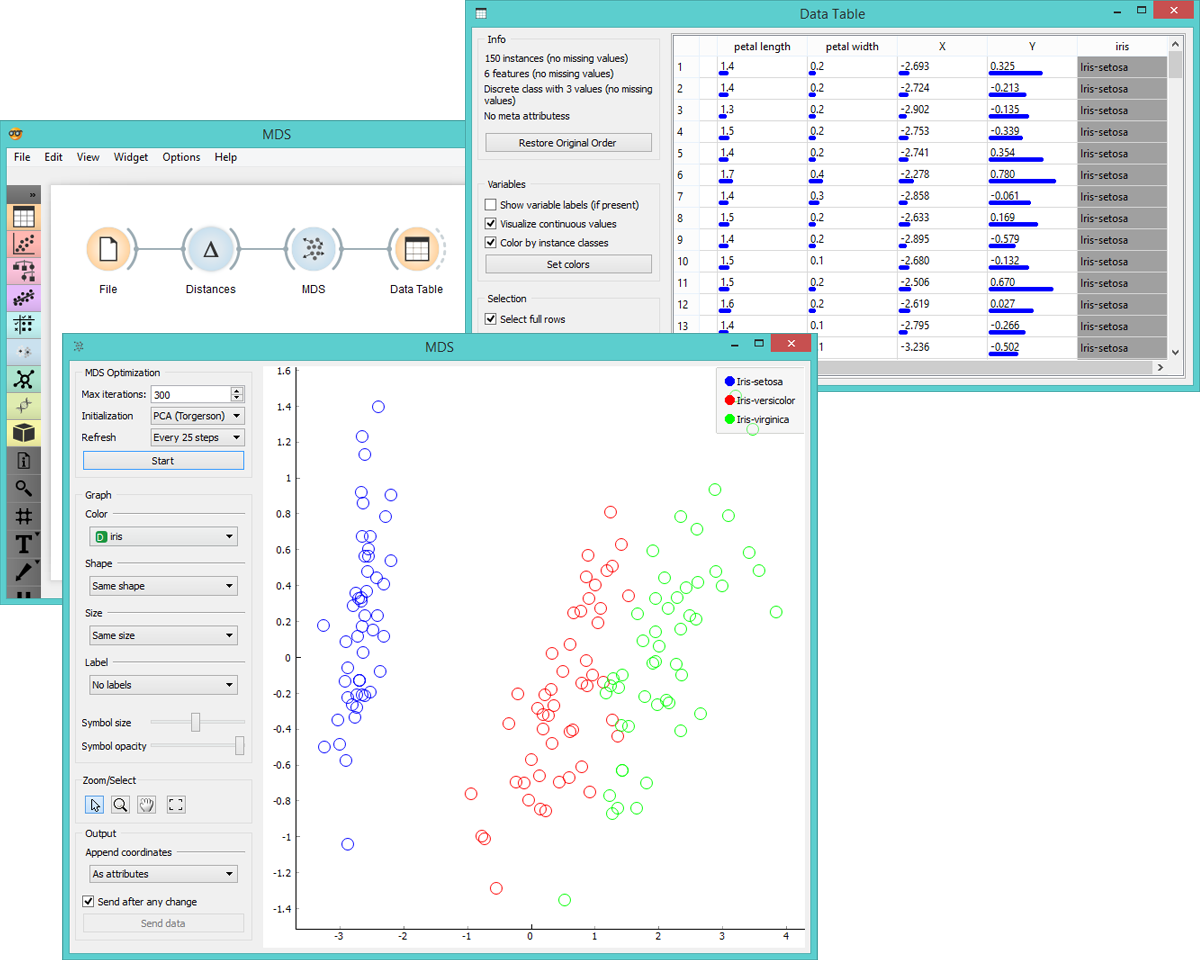 Data Table
Info
150 instances (no missing values)
6 features (no missing values)
Discrete class with 3 values (no missing
values)
No meta attributess
Restore Original Order
Variables
Show variable labels (if present)
Visualize continuous values
Color by instance classes
Set colors
Selection
Select full rows
petal length petal width X Y iris
1 1.4 0.2 -2.693 0.325 Iris-setosa
2 1.4 0.2 -2.724 -0.213 Iris-setosa
3 1.3 0.2 -2.902 -0.135 Iris-setosa
4 1.5 0.2 -2.753 -0.339 Iris-setosa
5 1.4 0.2 -2.741 0.354 Iris-setosa
6 1.7 0.4 -2.278 0.780 Iris-setosa
7 1.4 0.3 -2.858 -0.061 Iris-setosa
8 1.5 0.2 -2.633 0.169 Iris-setosa
9 1.4 0.2 -2.895 -0.579 Iris-setosa
10 1.5 0.1 -2.680 -0.132 Iris-setosa
11 1.5 0.2 -2.506 0.670 Iris-setosa
12 1.6 0.2 -2.619 0.027 Iris-setosa
13 1.4 0.1 -2.795 -0.266 Iris-setosa
1 -3.236 -0.502 Iris-setosa
MDS
File Edit View Widget Options Help
File Distances MDS Data Table
MDS
MDS Optimization
Max iterations: 300
Initialization PCA (Torgerson)
Refresh Every 25 steps
Start
Graph
Color
D iris
Shape
Same shape
Size
Same size
Label
No labels
Symbol size
Symbol opacity
Zoom/Select
Output
Append coordinates
As attributes
Send after any change
Send data
Iris-setosa
Iris-versicolor
Iris-virginica
1.6
1.4
1.2
1
0.8
0.6
0.4
0.2
0
-0.2
-0.4
-0.6
-0.8
-1
-1.2
-1.4
-3 -2 -1 0 1 2 3 4